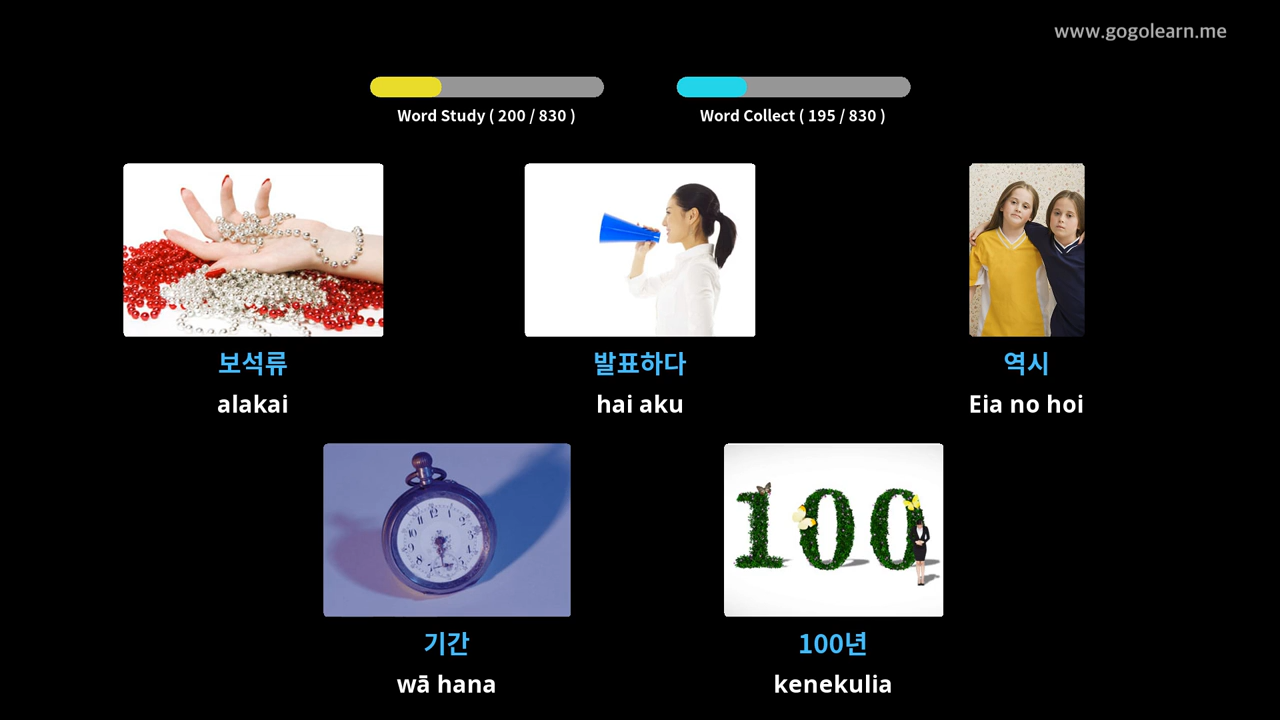 www.gogolearn.me
Word Study ( 200 / 830 )
Word Collect ( 195 / 830 )
보석류
alakai
발표하다
hai aku
역시
Eia no hoi
기간
wā hana
100년
kenekulia